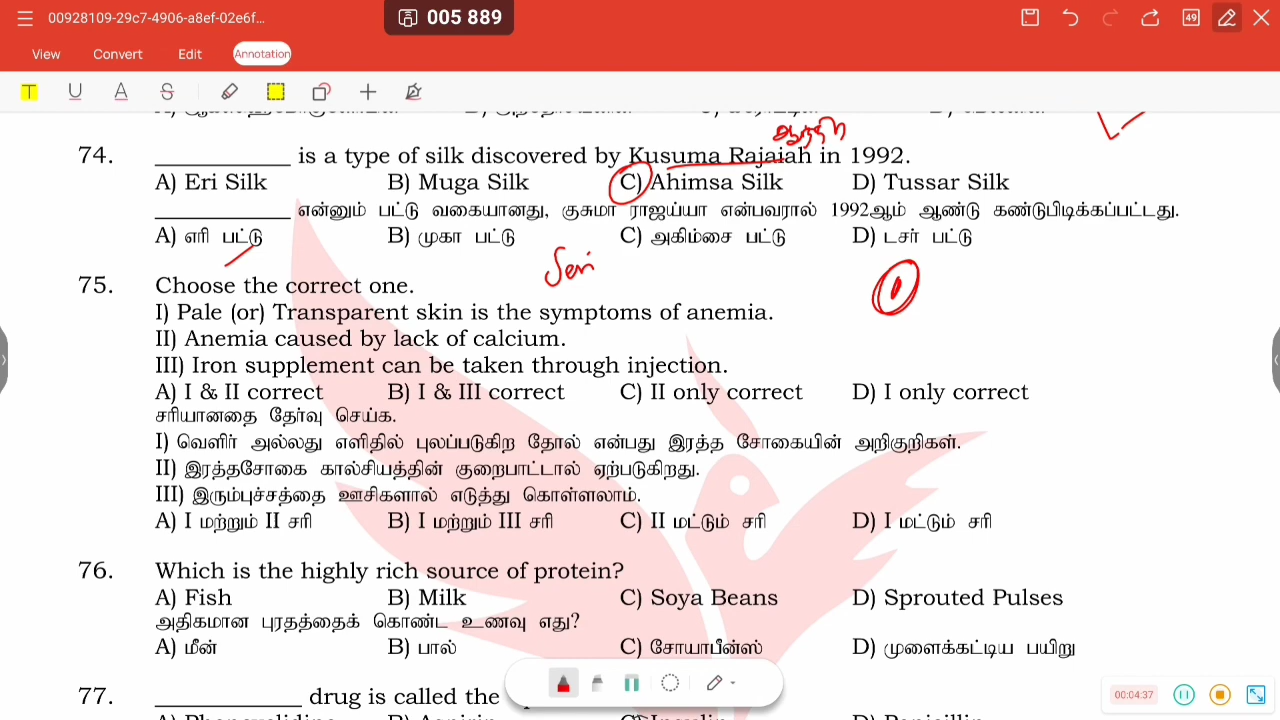 00928109-29c7-4906-a8ef-02e6f...
005 889
49
View Convert Edit Annotation
T U A S
74. __________ is a type of silk discovered by Kusuma Rajaiah in 1992.
A) Eri Silk B) Muga Silk C) Ahimsa Silk D) Tussar Silk
__________ என்னும் பட்டு வகையானது, குசுமா ராஜய்யா என்பவரால் 1992ஆம் ஆண்டு கண்டுபிடிக்கப்பட்டது.
A) எரி பட்டு B) முகா பட்டு C) அகிம்சை பட்டு D) டசர் பட்டு
Seri
75. Choose the correct one.
I) Pale (or) Transparent skin is the symptoms of anemia.
II) Anemia caused by lack of calcium.
III) Iron supplement can be taken through injection.
A) I & II correct B) I & III correct C) II only correct D) I only correct
சரியானதை தேர்வு செய்க.
I) வெளிர் அல்லது எளிதில் புலப்படுகிற தோல் என்பது இரத்த சோகையின் அறிகுறிகள்.
II) இரத்தசோகை கால்சியத்தின் குறைபாட்டால் ஏற்படுகிறது.
III) இரும்புச்சத்தை ஊசிகளால் எடுத்து கொள்ளலாம்.
A) I மற்றும் II சரி B) I மற்றும் III சரி C) II மட்டும் சரி D) I மட்டும் சரி
76. Which is the highly rich source of protein?
A) Fish B) Milk C) Soya Beans D) Sprouted Pulses
அதிகமான புரதத்தைக் கொண்ட உணவு எது?
A) மீன் B) பால் C) சோயாபீன்ஸ் D) முளைக்கட்டிய பயிறு
77. __________ drug is called the
00:04:37